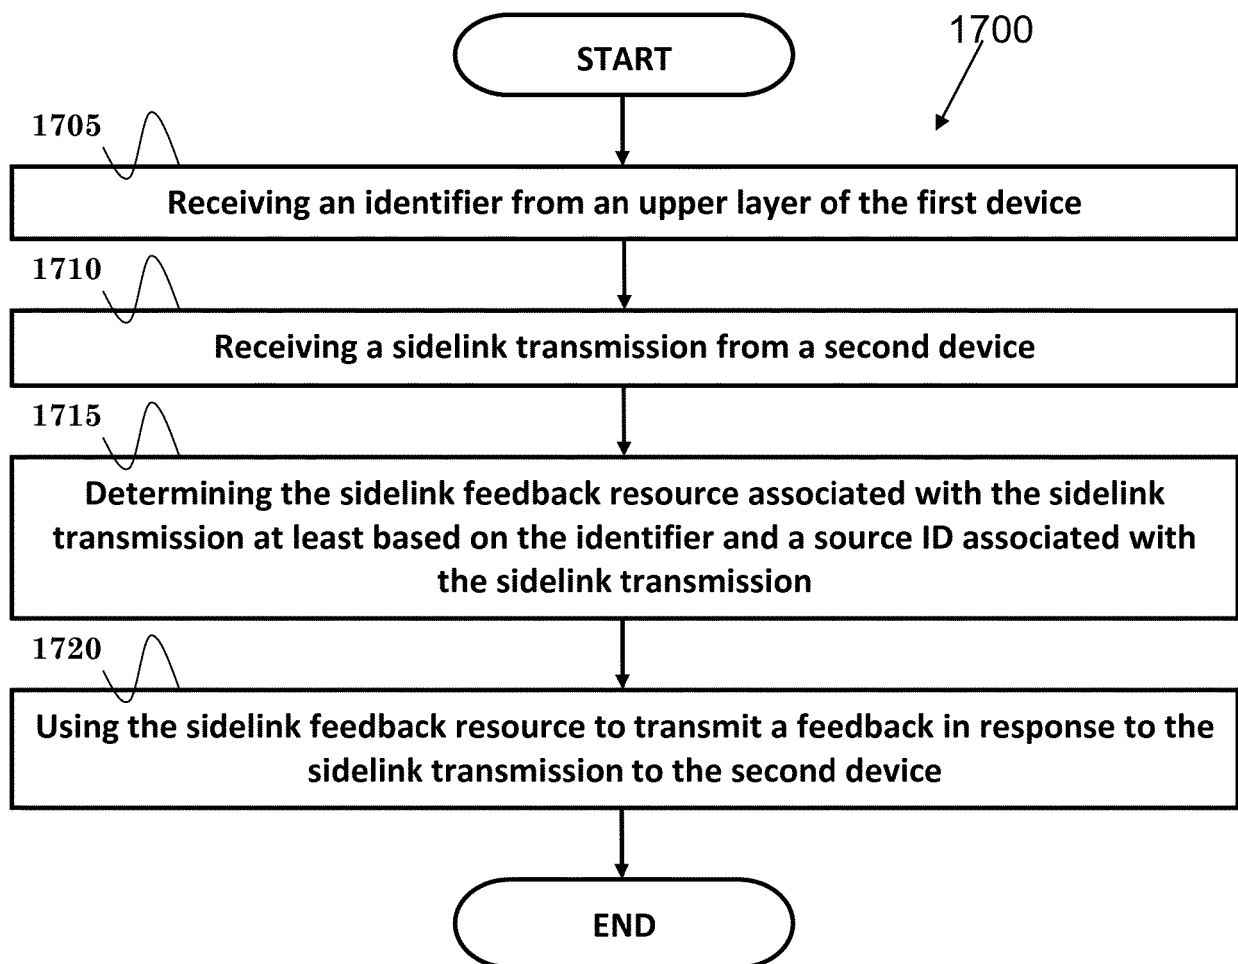 START
1700
1705
Receiving an identifier from an upper layer of the first device
1710
Receiving a sidelink transmission from a second device
1715
Determining the sidelink feedback resource associated with the sidelink
transmission at least based on the identifier and a source ID associated with
the sidelink transmission
1720
Using the sidelink feedback resource to transmit a feedback in response to the
sidelink transmission to the second device
END